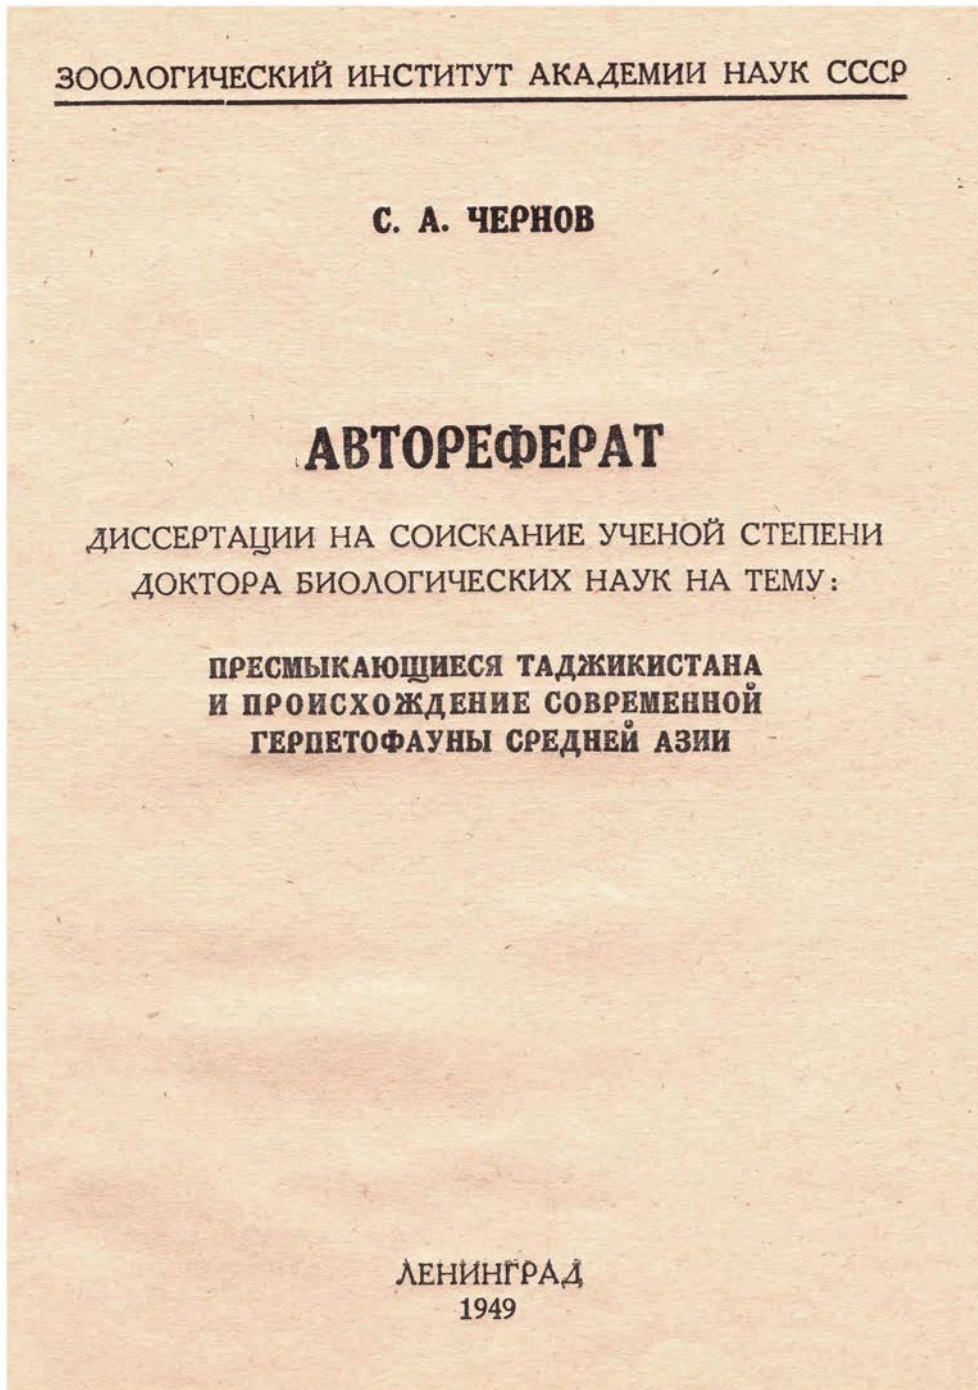 ЗООЛОГИЧЕСКИЙ ИНСТИТУТ АКАДЕМИИ НАУК СССР
С. А. ЧЕРНОВ
АВТОРЕФЕРАТ
ДИССЕРТАЦИИ НА СОИСКАНИЕ УЧЕНОЙ СТЕПЕНИ
ДОКТОРА БИОЛОГИЧЕСКИХ НАУК НА ТЕМУ:
ПРЕСМЫКАЮЩИЕСЯ ТАДЖИКИСТАНА
И ПРОИСХОЖДЕНИЕ СОВРЕМЕННОЙ
ГЕРПЕТОФАУНЫ СРЕДНЕЙ АЗИИ
ЛЕНИНГРАД
1949